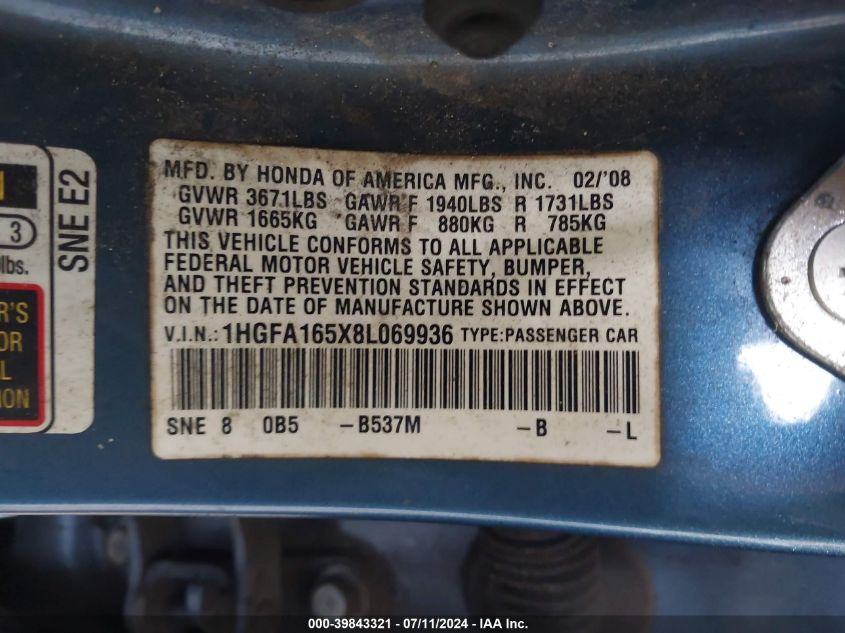 MFD. BY HONDA OF AMERICA MFG., INC. 02/'08
GVWR 3671LBS GAWR F 1940LBS R 1731LBS
GVWR 1665KG GAWR F 880KG R 785KG
THIS VEHICLE CONFORMS TO ALL APPLICABLE
FEDERAL MOTOR VEHICLE SAFETY, BUMPER,
AND THEFT PREVENTION STANDARDS IN EFFECT
ON THE DATE OF MANUFACTURE SHOWN ABOVE.
V.I.N.: 1HGFA165X8L069936 TYPE:PASSENGER CAR
SNE 8 0B5 -B537M -B -L
SNE E2
3
lbs.
000-39843321 - 07/11/2024 - IAA Inc.